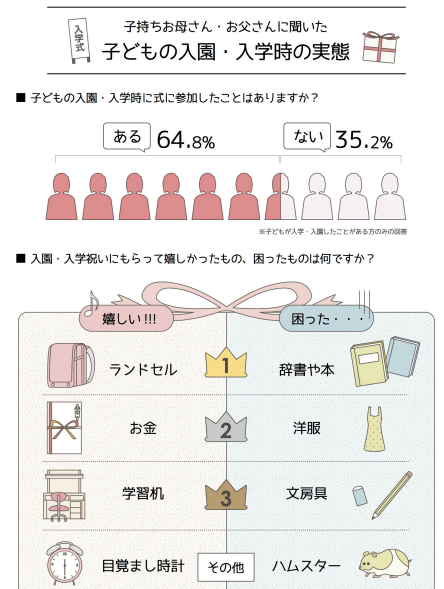 入学式
子持ちお母さん・お父さんに聞いた
子どもの入園・入学時の実態
■ 子どもの入園・入学時に式に参加したことはありますか？
ある 64.8% ない 35.2%
※子どもが入学・入園したことがある方のみの回答
■ 入園・入学祝いにもらって嬉しかったもの、困ったものは何ですか？
嬉しい!!! 困った・・・
ランドセル 1 辞書や本
お金 2 洋服
学習机 3 文房具
目覚まし時計 その他 ハムスター